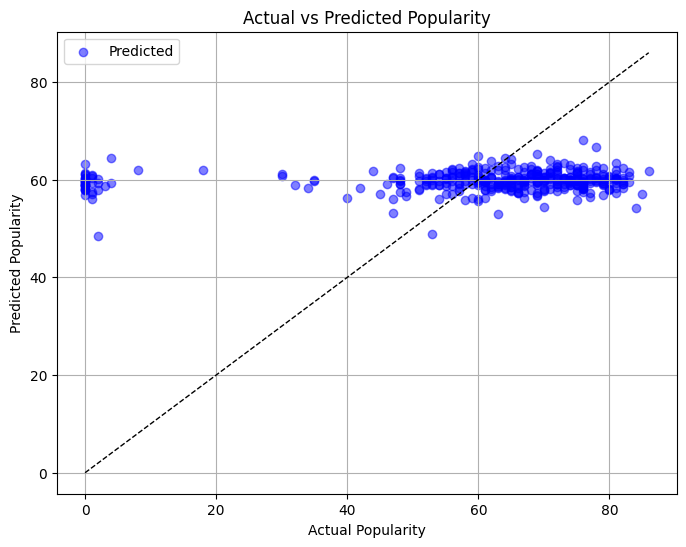 Actual vs Predicted Popularity
Predicted
80
60
40
20
0
Predicted Popularity
0 20 40 60 80
Actual Popularity